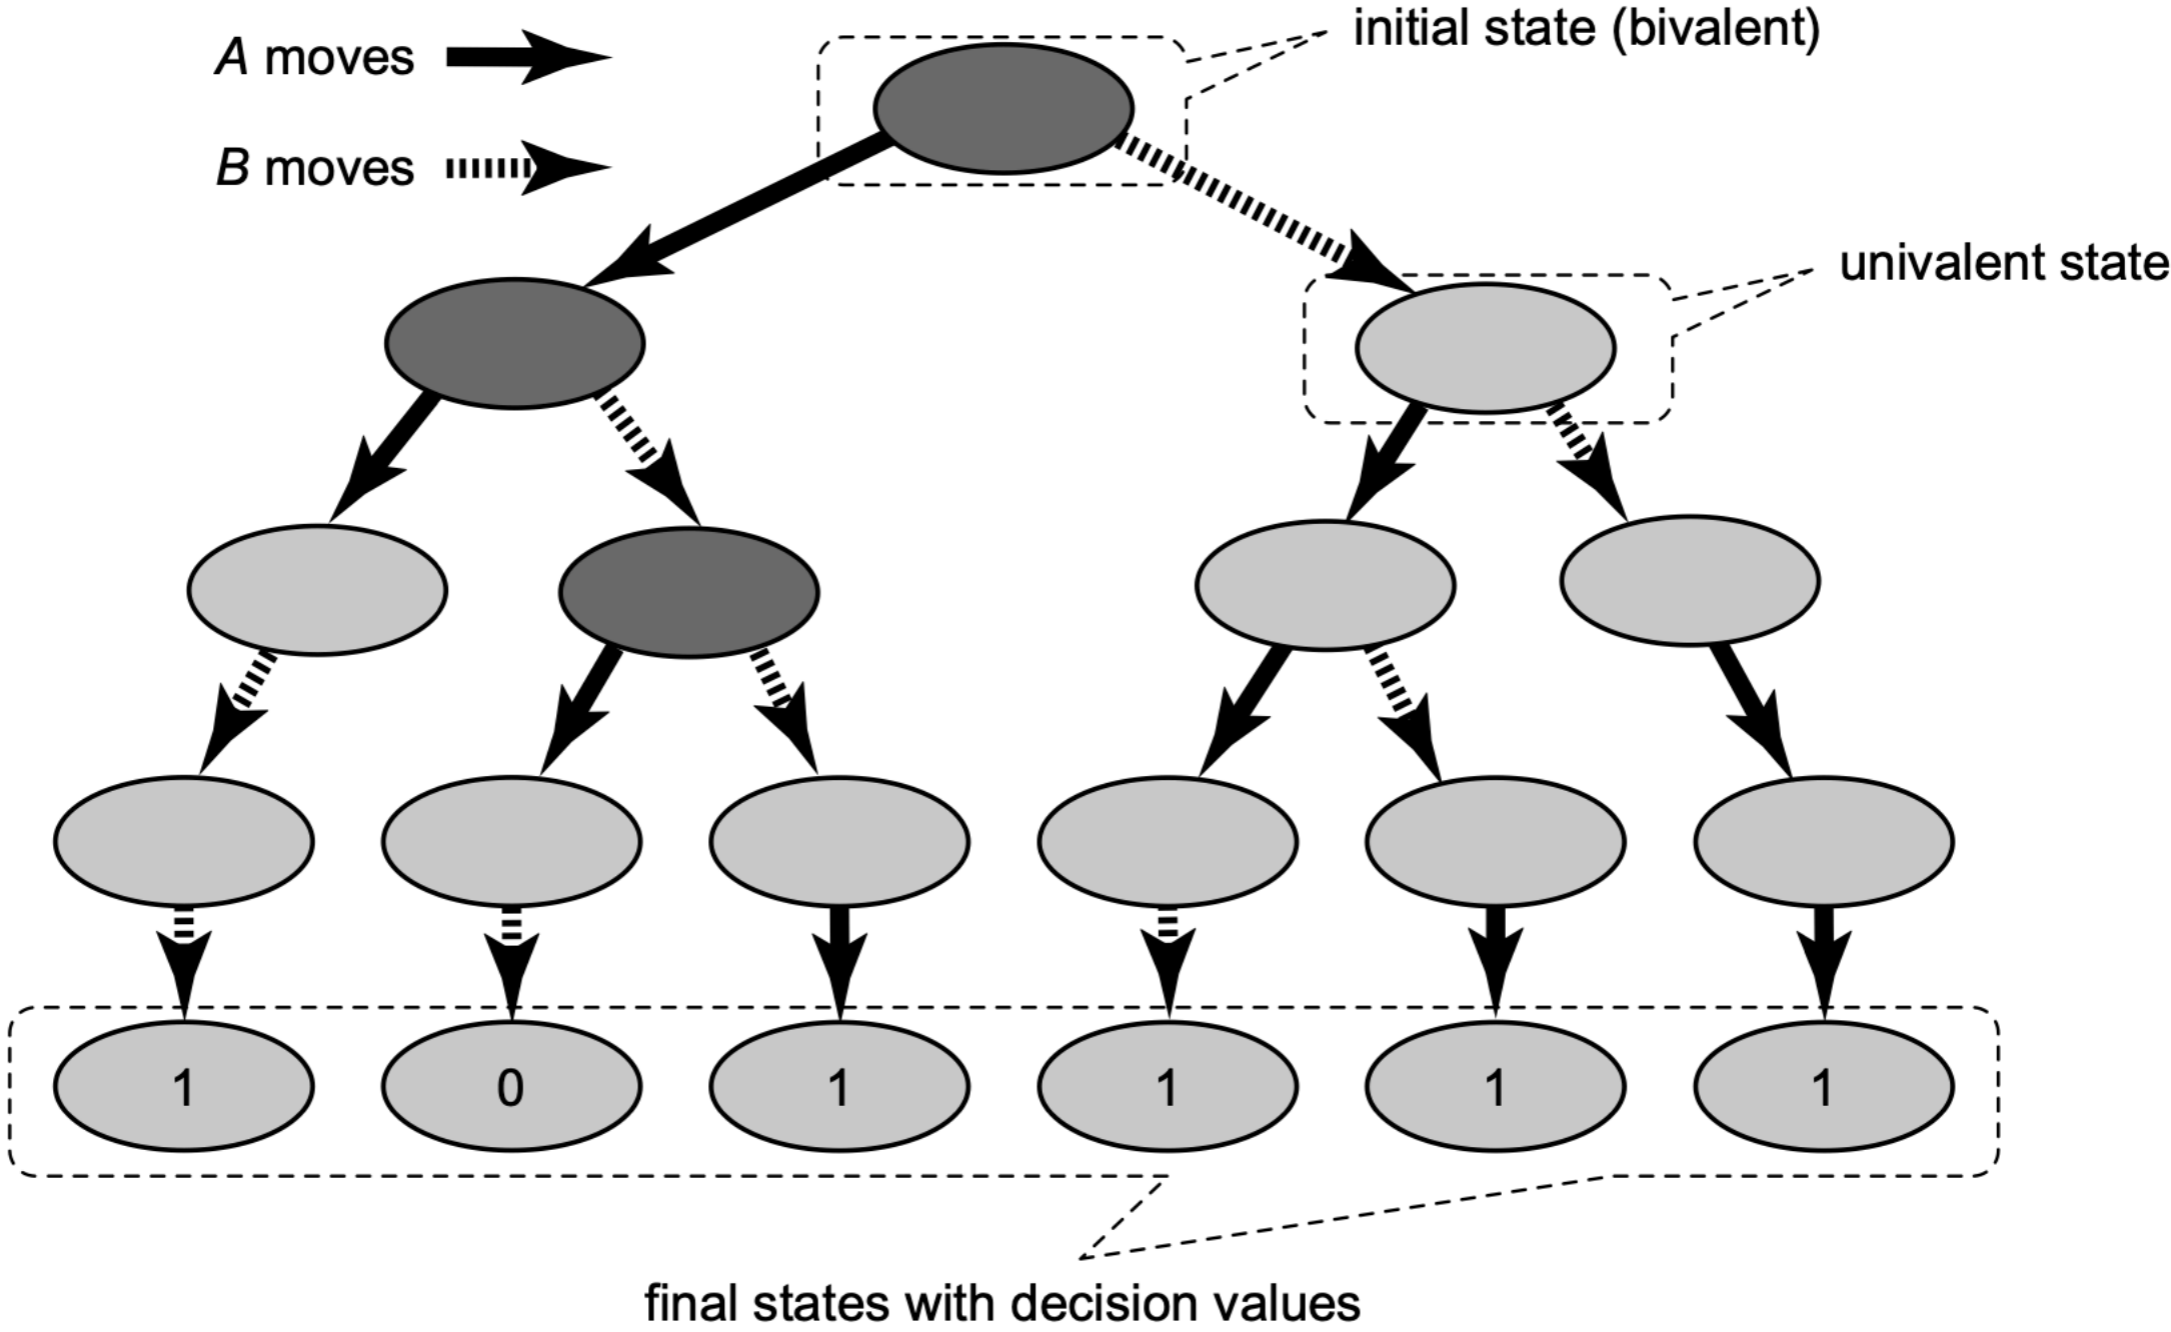 initial state (bivalent)
A moves
B moves
univalent state
1 0 1 1 1 1
final states with decision values